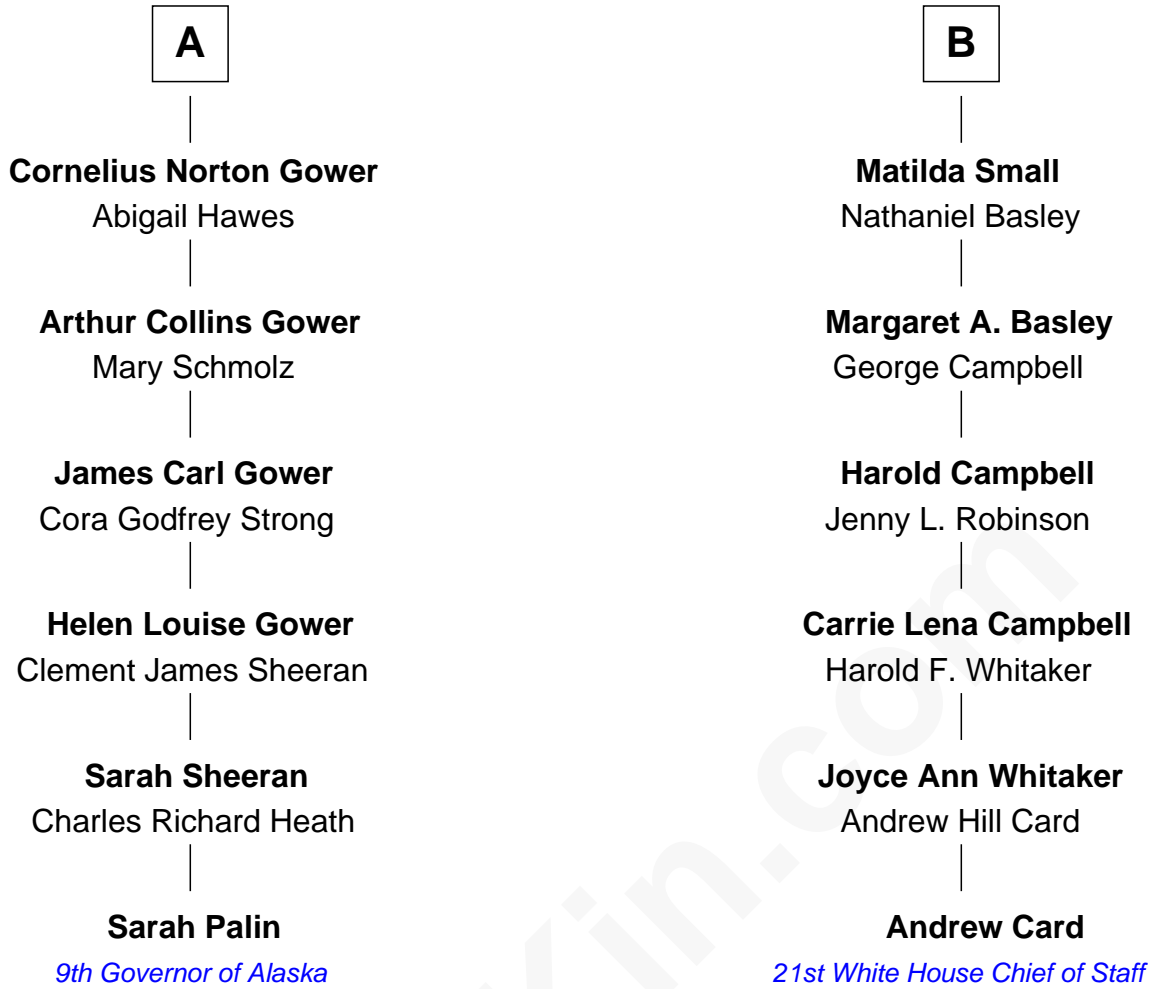 A
Cornelius Norton Gower
Abigail Hawes
Arthur Collins Gower
Mary Schmolz
James Carl Gower
Cora Godfrey Strong
Helen Louise Gower
Clement James Sheeran
Sarah Sheeran
Charles Richard Heath
Sarah Palin
9th Governor of Alaska
B
Matilda Small
Nathaniel Basley
Margaret A. Basley
George Campbell
Harold Campbell
Jenny L. Robinson
Carrie Lena Campbell
Harold F. Whitaker
Joyce Ann Whitaker
Andrew Hill Card
Andrew Card
21st White House Chief of Staff
Kin.com